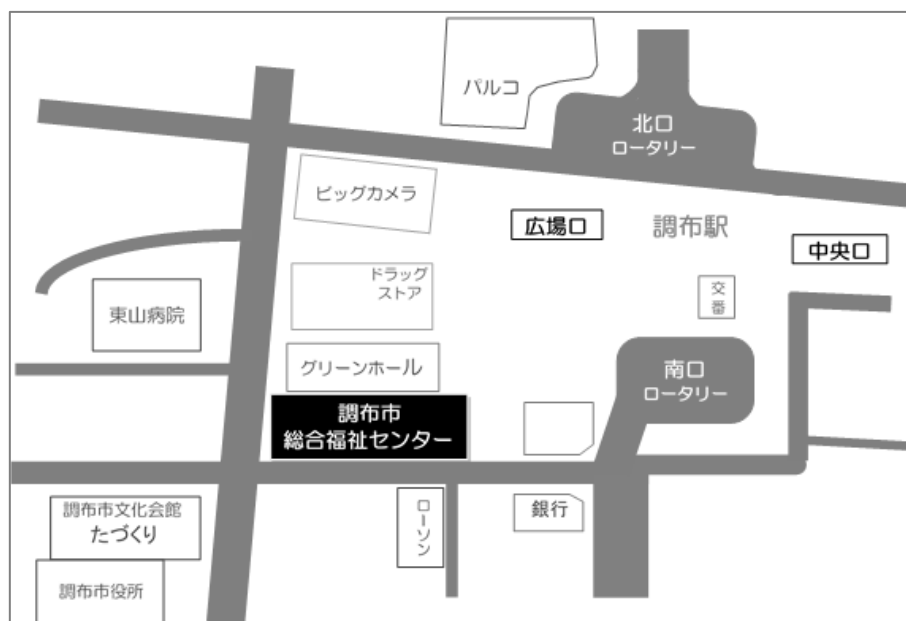 パルコ
北口
ロータリー
ビッグカメラ
広場口
調布駅
中央口
ドラッグ
ストア
交
番
東山病院
グリーンホール
南口
ロータリー
調布市
総合福祉センター
調布市文化会館
たづくり
ローソン
銀行
調布市役所